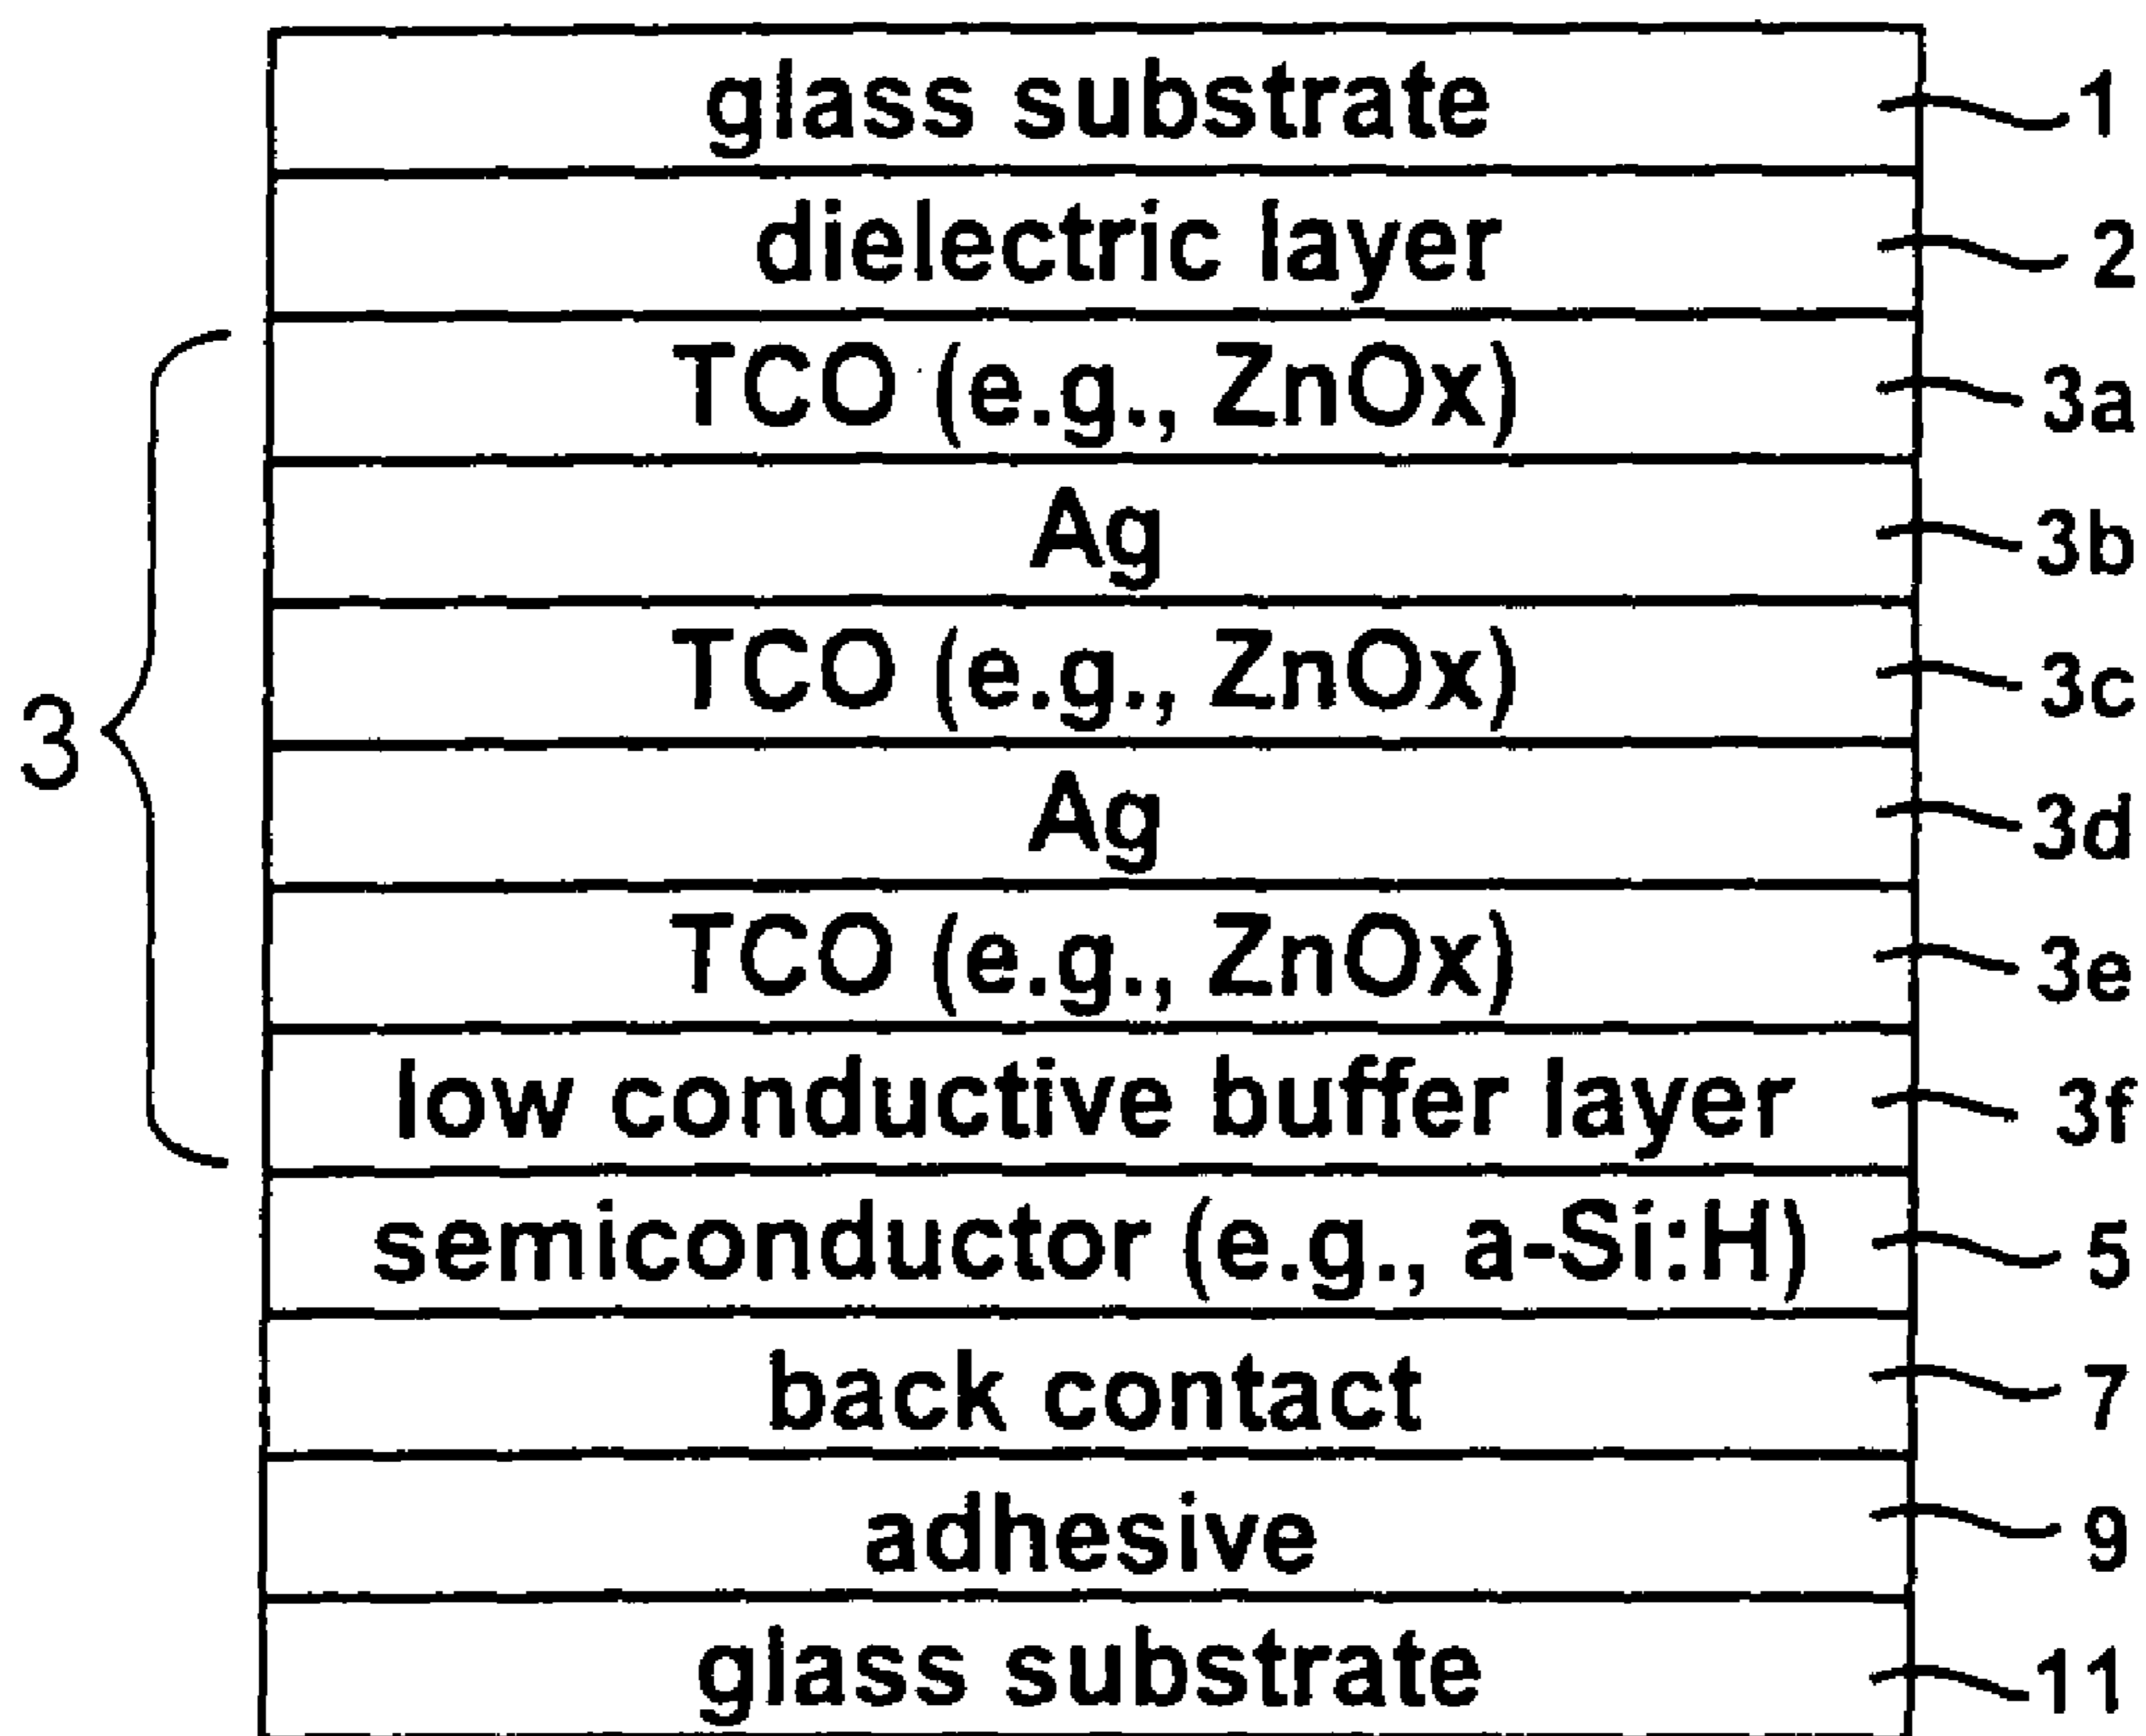 glass substrate 1
dielectric layer 2
TCO (e.g., ZnOx) 3a
Ag 3b
TCO (e.g., ZnOx) 3c
3
Ag 3d
TCO (e.g., ZnOx) 3e
low conductive buffer layer 3f
semiconductor (e.g., a-Si:H) 5
back contact 7
adhesive 9
glass substrate 11